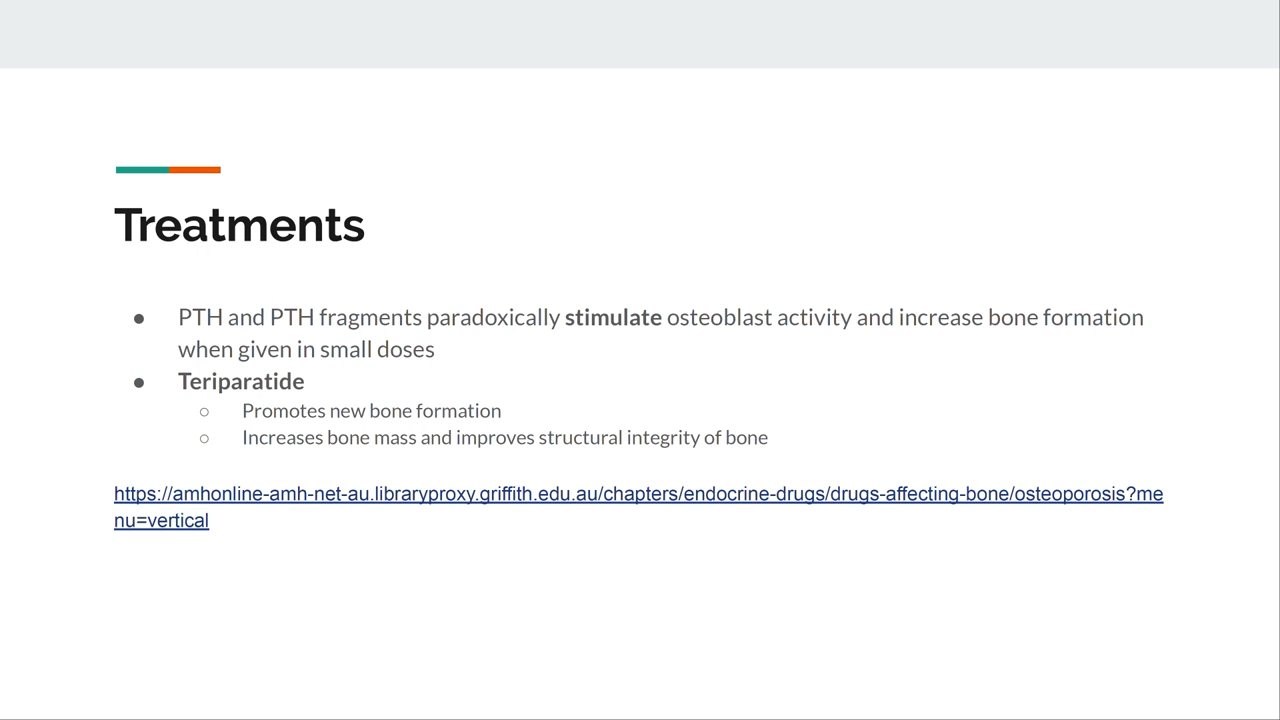 Treatments
● PTH and PTH fragments paradoxically stimulate osteoblast activity and increase bone formation
when given in small doses
● Teriparatide
○ Promotes new bone formation
○ Increases bone mass and improves structural integrity of bone
https://amhonline-amh-net-au.libraryproxy.griffith.edu.au/chapters/endocrine-drugs/drugs-affecting-bone/osteoporosis?me
nu=vertical